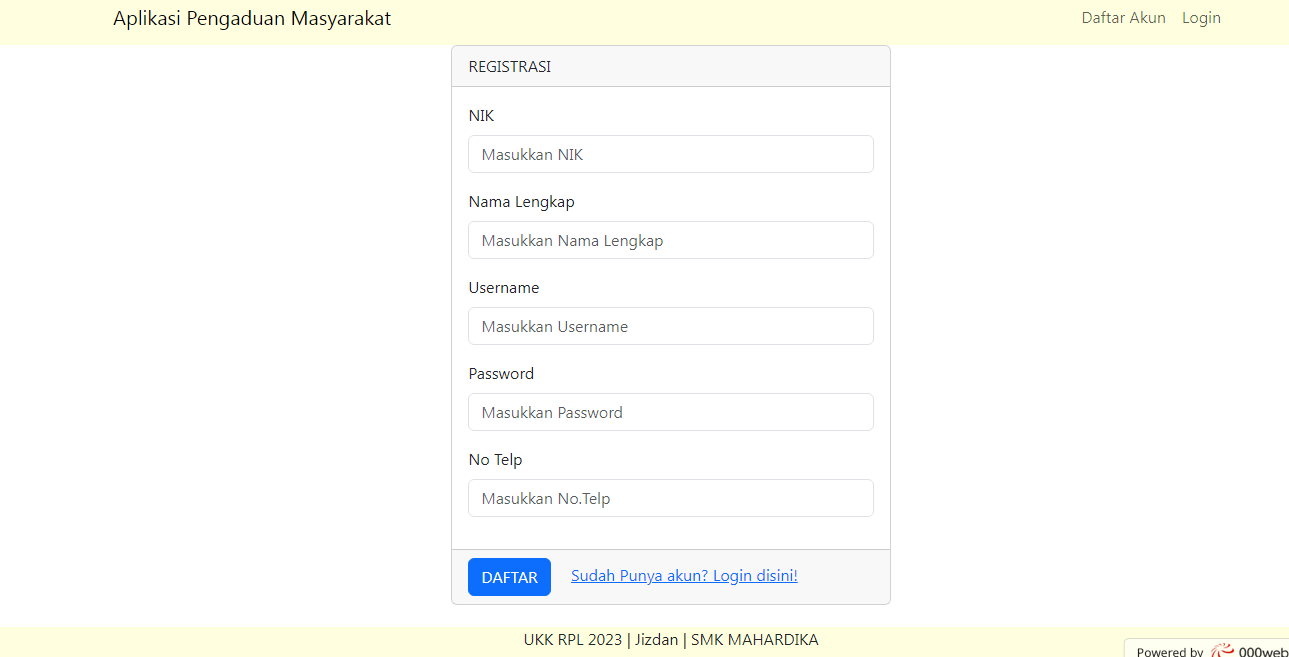 Aplikasi Pengaduan Masyarakat
Daftar Akun Login
REGISTRASI
NIK
Masukkan NIK
Nama Lengkap
Masukkan Nama Lengkap
Username
Masukkan Username
Password
Masukkan Password
No Telp
Masukkan No.Telp
DAFTAR Sudah Punya akun? Login disini!
UKK RPL 2023 | Jizdan | SMK MAHARDIKA
Powered by 000web